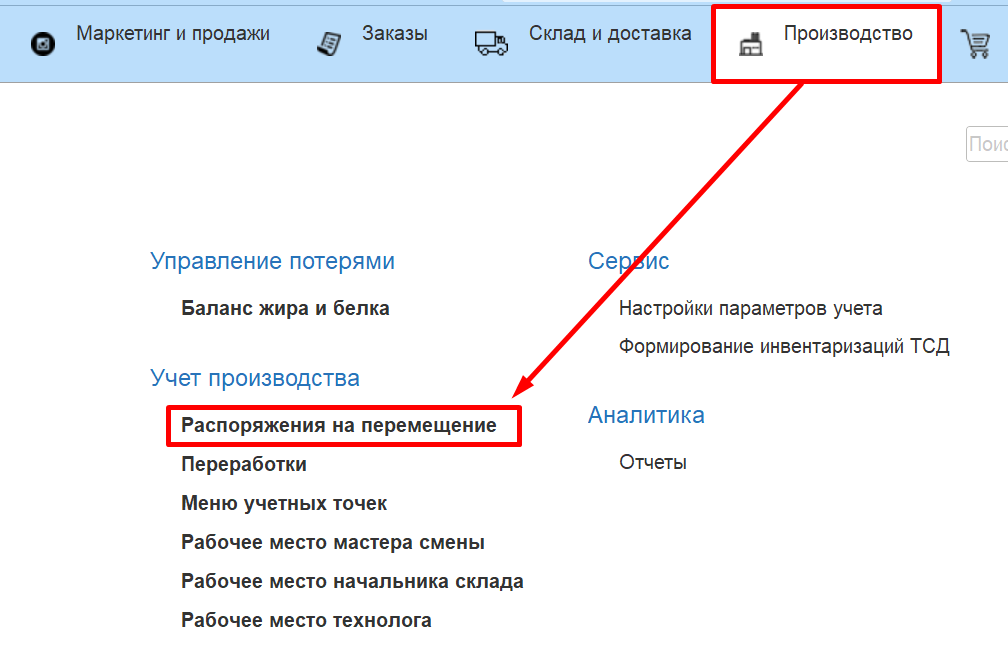 Маркетинг и продажи
Заказы
Склад и доставка
Производство
Поис
Управление потерями
Баланс жира и белка
Учет производства
Распоряжения на перемещение
Переработки
Меню учетных точек
Рабочее место мастера смены
Рабочее место начальника склада
Рабочее место технолога
Сервис
Настройки параметров учета
Формирование инвентаризаций ТСД
Аналитика
Отчеты